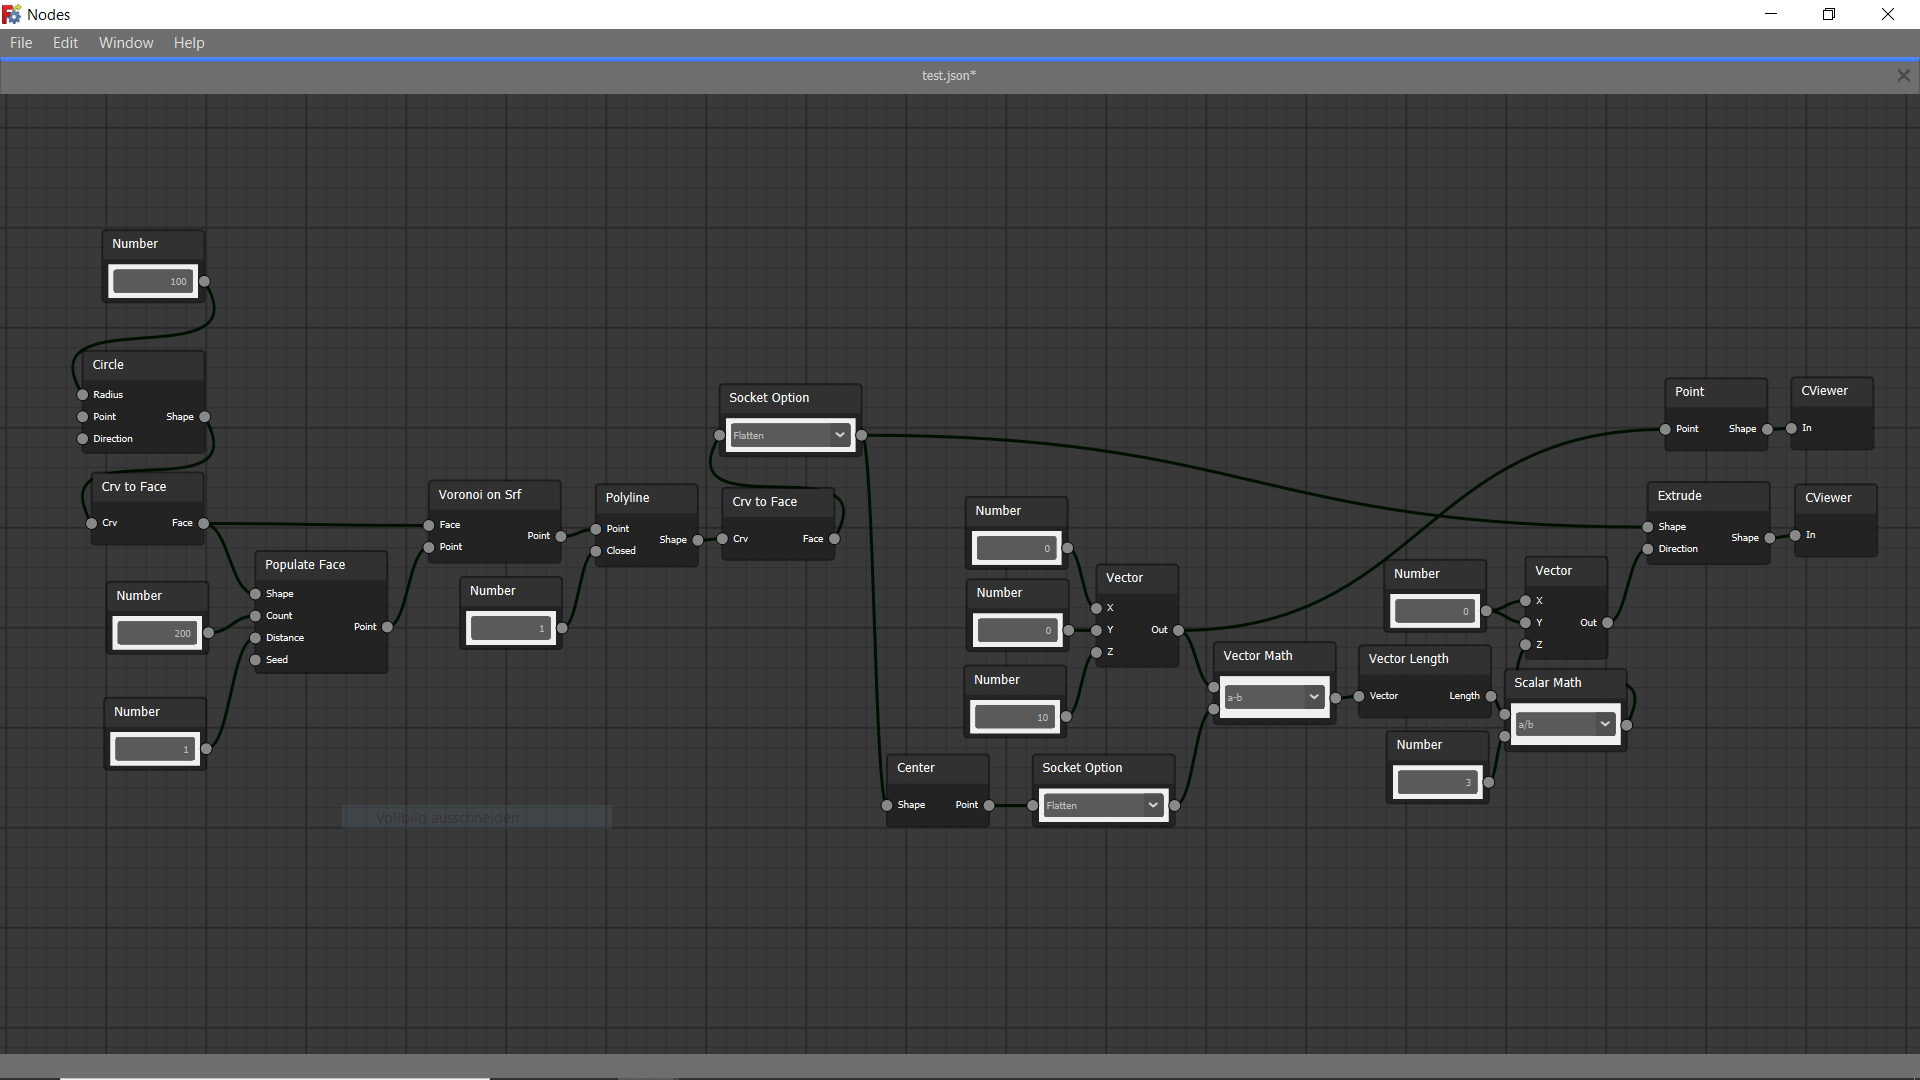 Nodes
File Edit Window Help
test.json*
Number
100
Circle
Radius
Point Shape
Direction
Crv to Face
Crv Face
Number
200
Number
1
Populate Face
Shape
Count
Point
Distance
Seed
Voronoi on Srf
Face
Point
Point
Number
1
Polyline
Point
Shape
Closed
Socket Option
Flatten
Crv to Face
Crv Face
Number
0
Number
0
Number
10
Vector
X
Y Out
Z
Center
Shape Point
Socket Option
Flatten
Vector Math
a-b
Vector Length
Vector Length
Number
0
Number
3
Vector
X
Y Out
Z
Scalar Math
a/b
Point
Point Shape
CViewer
In
Extrude
Shape
Shape
Direction
CViewer
In
Vollbild ausschneiden